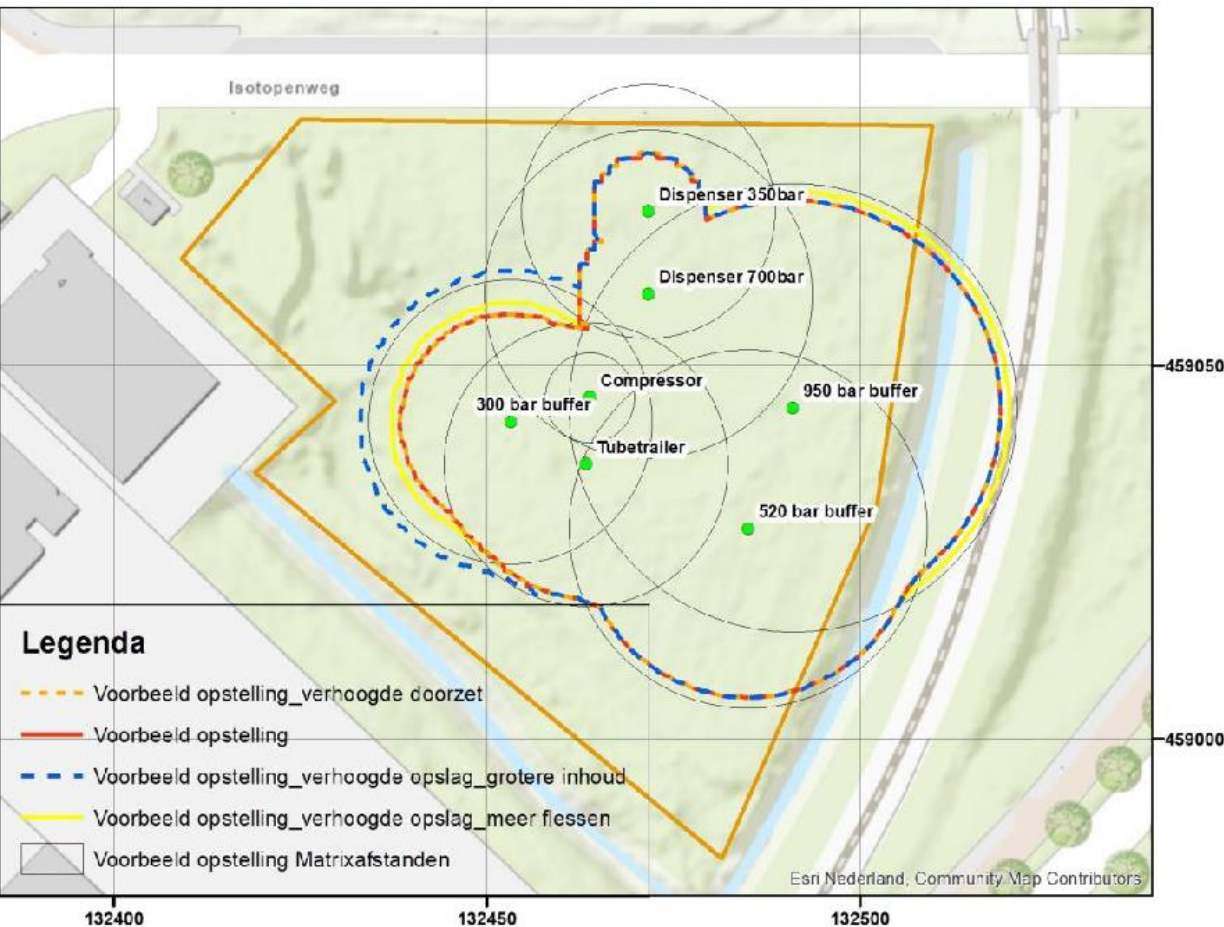 Isotopenweg
Dispenser 350bar
Dispenser 700bar
459050
Compressor
950 bar buffer
300 bar buffer
Tubetrailer
520 bar buffer
Legenda
Voorbeeld opstelling_verhoogde doorzet
Voorbeeld opstelling
459000
Voorbeeld opstelling_verhoogde opslag_grotere inhoud
Voorbeeld opstelling_verhoogde opslag_meer flessen
Voorbeeld opstelling Matrixafstanden
Esri Nederland, Community Map Contributors
132400 132450 132500